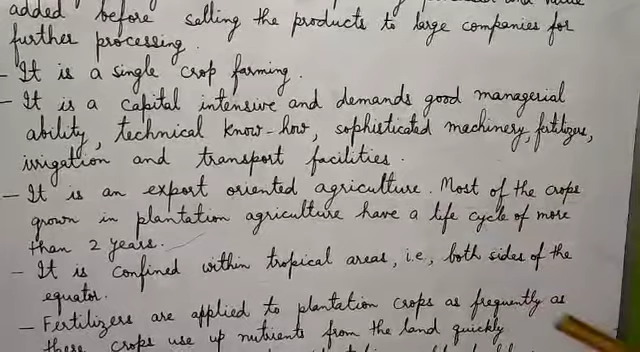 added before selling the products to large companies for
further processing.
- It is a single crop farming.
- It is a capital intensive and demands good managerial
ability, technical know-how, sophisticated machinery, fertilizers,
irrigation and transport facilities.
- It is an export oriented agriculture. Most of the crops
grown in plantation agriculture have a life cycle of more
than 2 years.
- It is confined within tropical areas, i.e., both sides of the
equator.
- Fertilizers are applied to plantation crops as frequently as
these crops use up nutrients from the land quickly